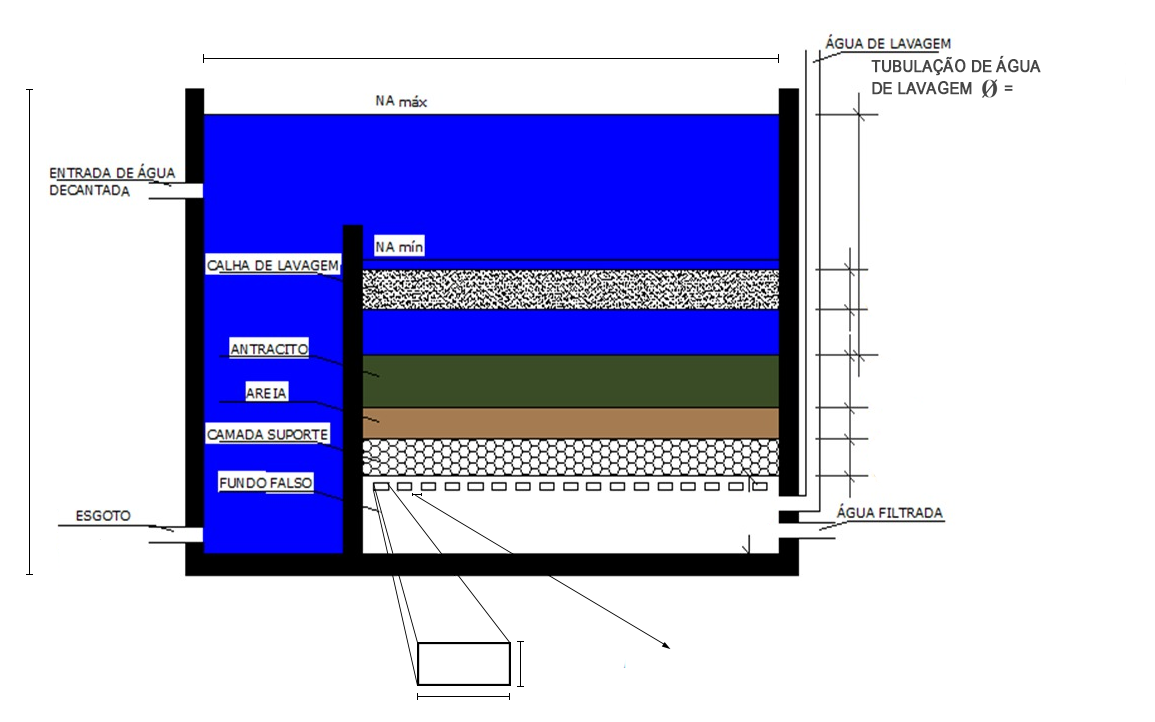 ÁGUA DE LAVAGEM
TUBULAÇÃO DE ÁGUA
DE LAVAGEM Ø =
NA máx
ENTRADA DE ÁGUA
DECANTADA
NA mín
CALHA DE LAVAGEM
ANTRACITO
AREIA
CAMADA SUPORTE
FUNDO FALSO
ESGOTO
ÁGUA FILTRADA